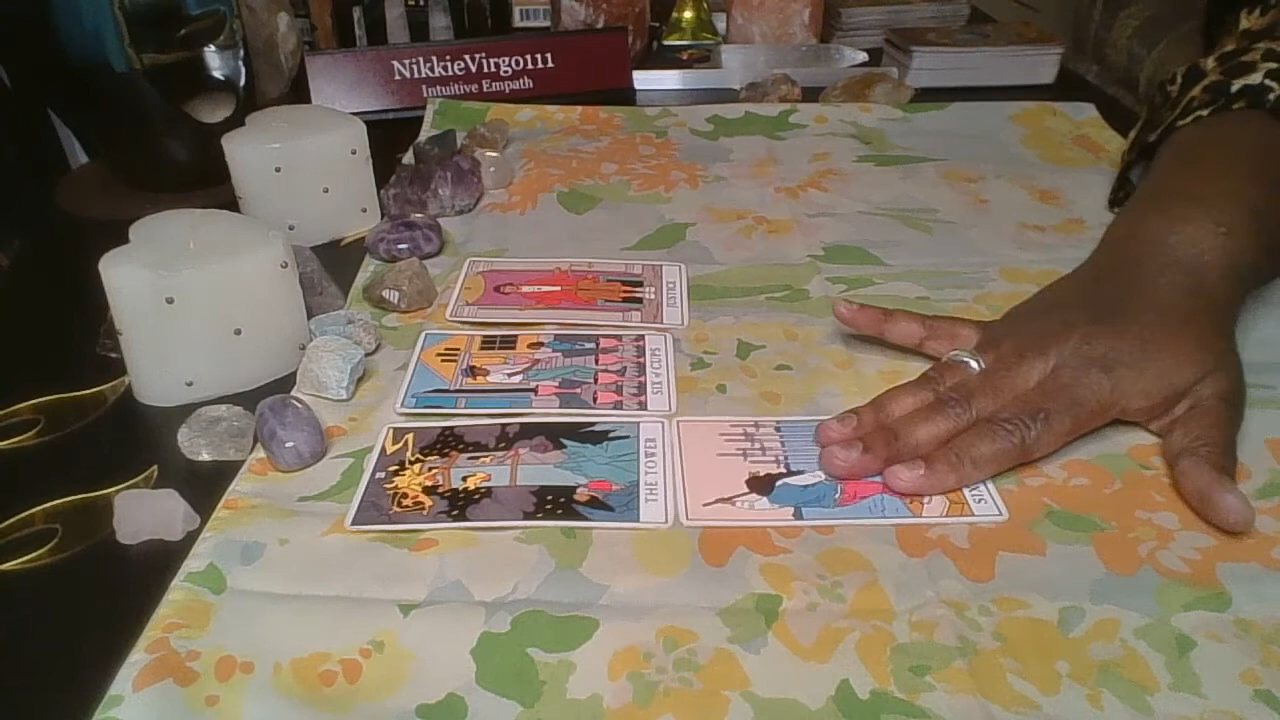 NikkieVirgo111
Intuitive Empath
JUSTICE
SIX of CUPS
THE TOWER
SIX